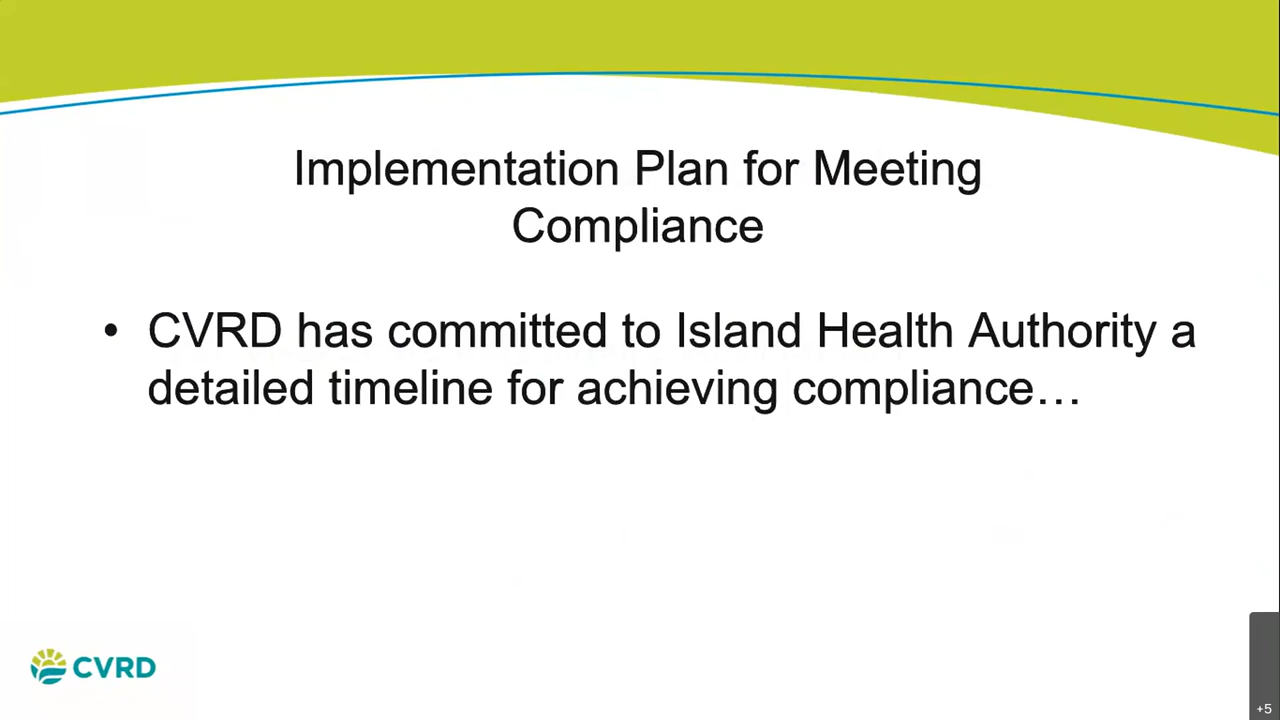 Implementation Plan for Meeting
Compliance
• CVRD has committed to Island Health Authority a
detailed timeline for achieving compliance…
CVRD
+5